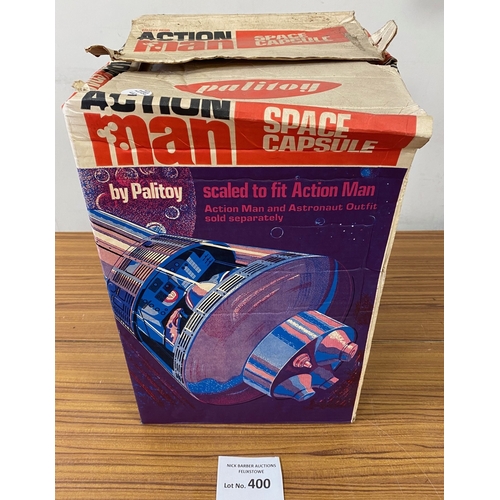 ACTION
man
SPACE
CAPSULE
palitoy
ACTION
man
SPACE
CAPSULE
by Palitoy
scaled to fit Action Man
Action Man and Astronaut Outfit
sold separately
NICK BARBER AUCTIONS
FELIXSTOWE
Lot No. 400